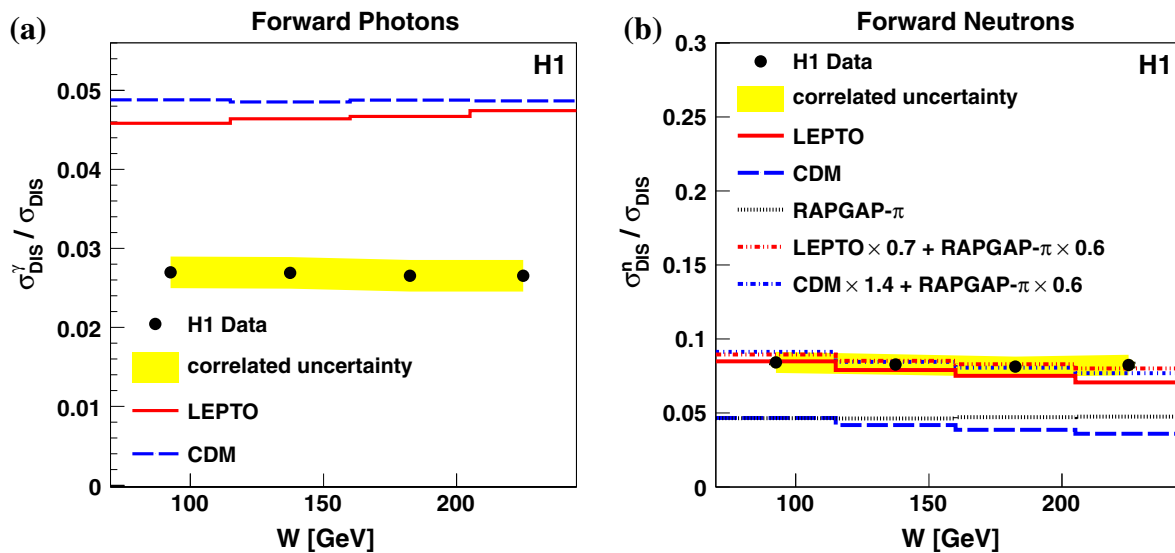 (a)
Forward Photons
H1
σ^γ_DIS / σ_DIS
0.05
0.04
0.03
0.02
0.01
0
H1 Data
correlated uncertainty
LEPTO
CDM
100
150
200
W [GeV]
(b)
Forward Neutrons
H1
σ^n_DIS / σ_DIS
0.3
0.25
0.2
0.15
0.1
0.05
0
H1 Data
correlated uncertainty
LEPTO
CDM
RAPGAP-π
LEPTO × 0.7 + RAPGAP-π × 0.6
CDM × 1.4 + RAPGAP-π × 0.6
100
150
200
W [GeV]